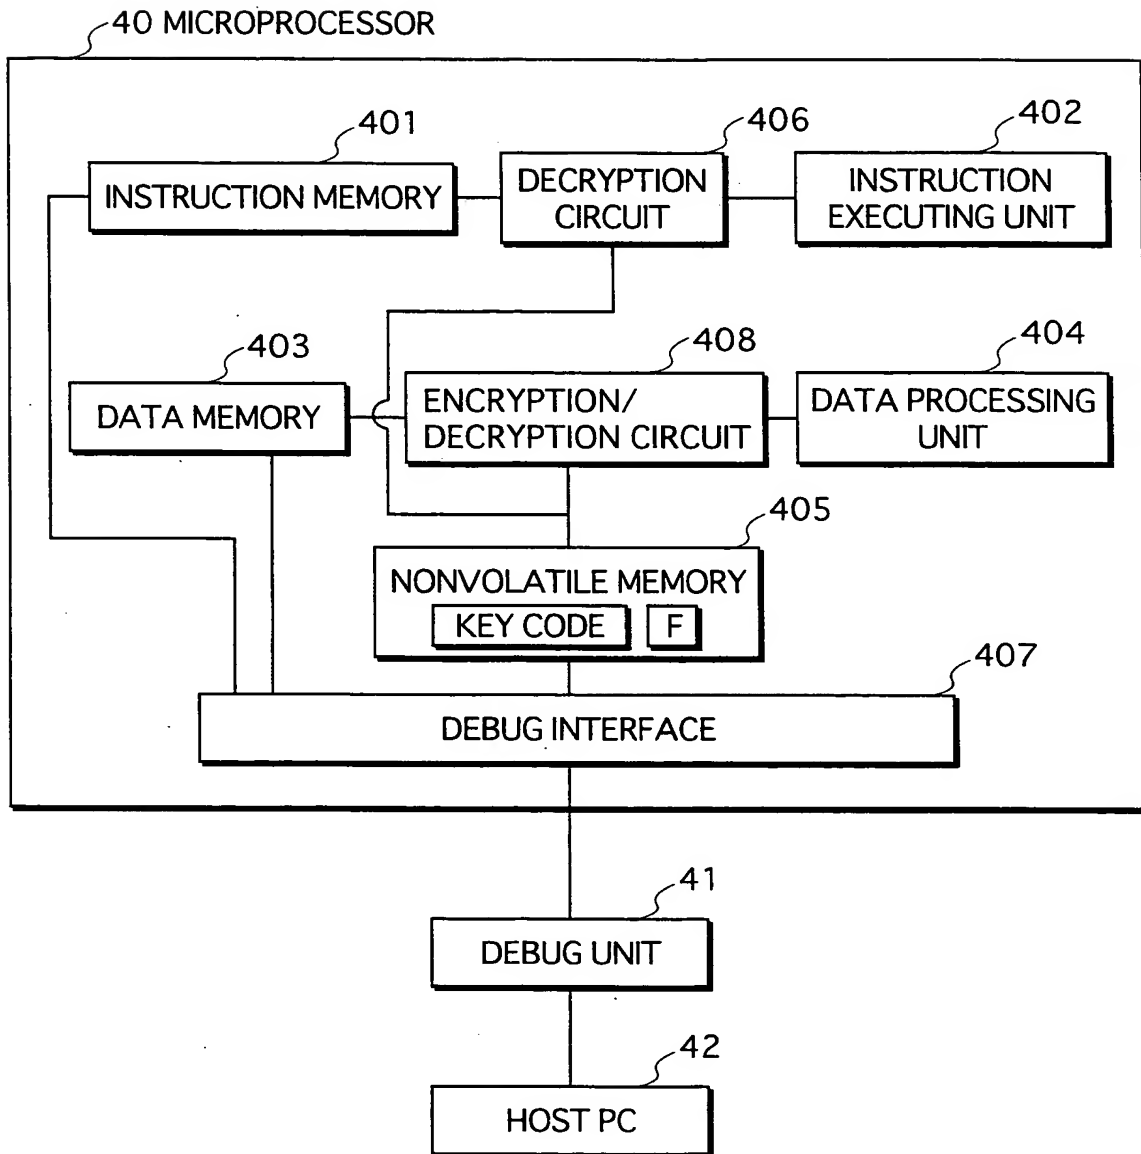 40 MICROPROCESSOR
401
406
402
INSTRUCTION MEMORY
DECRYPTION
CIRCUIT
INSTRUCTION
EXECUTING UNIT
403
408
404
DATA MEMORY
ENCRYPTION/
DECRYPTION CIRCUIT
DATA PROCESSING
UNIT
405
NONVOLATILE MEMORY
KEY CODE
F
407
DEBUG INTERFACE
41
DEBUG UNIT
42
HOST PC